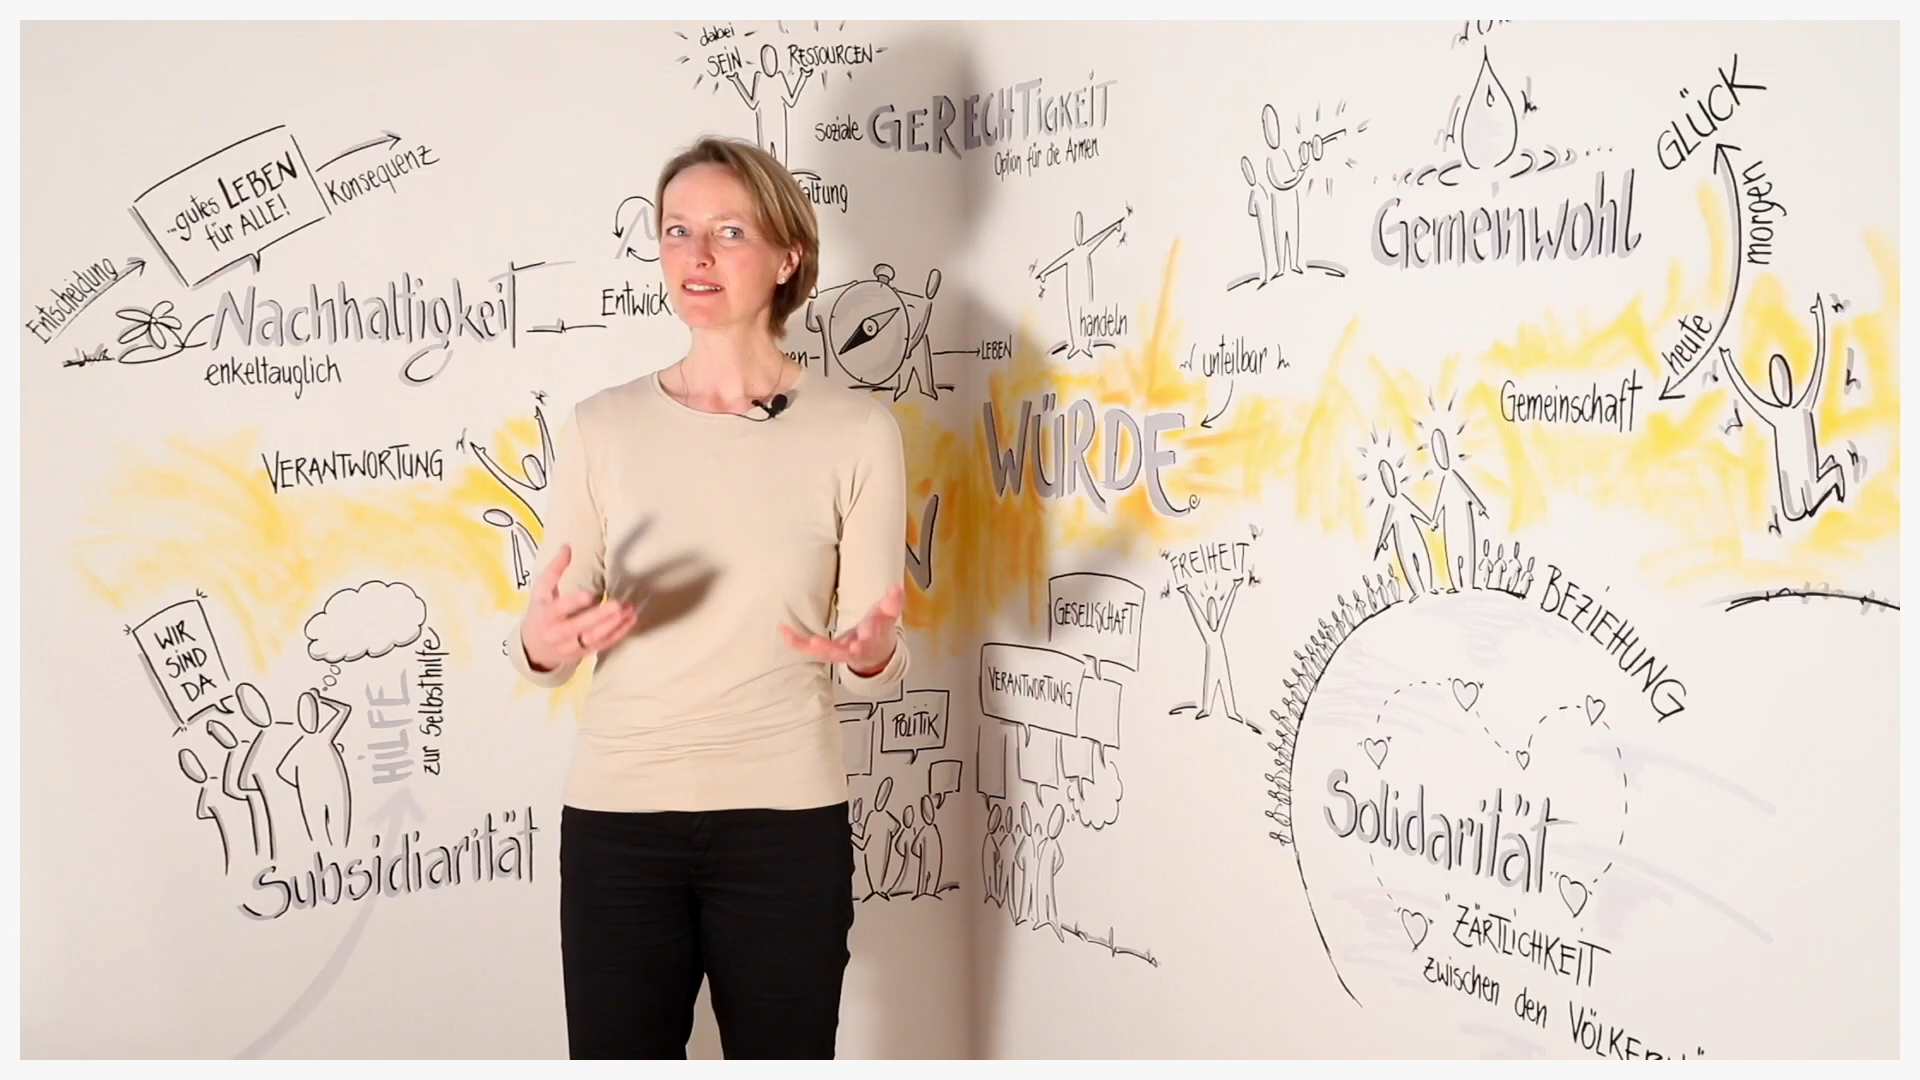 dabei
SEIN
RESSOURCEN
soziale GERECHTIGKEIT
Option für die Armen
...gutes LEBEN
für ALLE!
Konsequenz
Entscheidung
Nachhaltigkeit
enkeltauglich
altung
Entwick
LEBEN
handeln
unteilbar
WÜRDE
Gemeinwohl
GLÜCK
morgen
heute
Gemeinschaft
VERANTWORTUNG
WIR
SIND
DA
HILFE
zur Selbsthilfe
Subsidiarität
POLITIK
GESELLSCHAFT
VERANTWORTUNG
"FREIHEIT"
BEZIEHUNG
Solidarität
"ZÄRTLICHKEIT
zwischen den VÖLKERN"